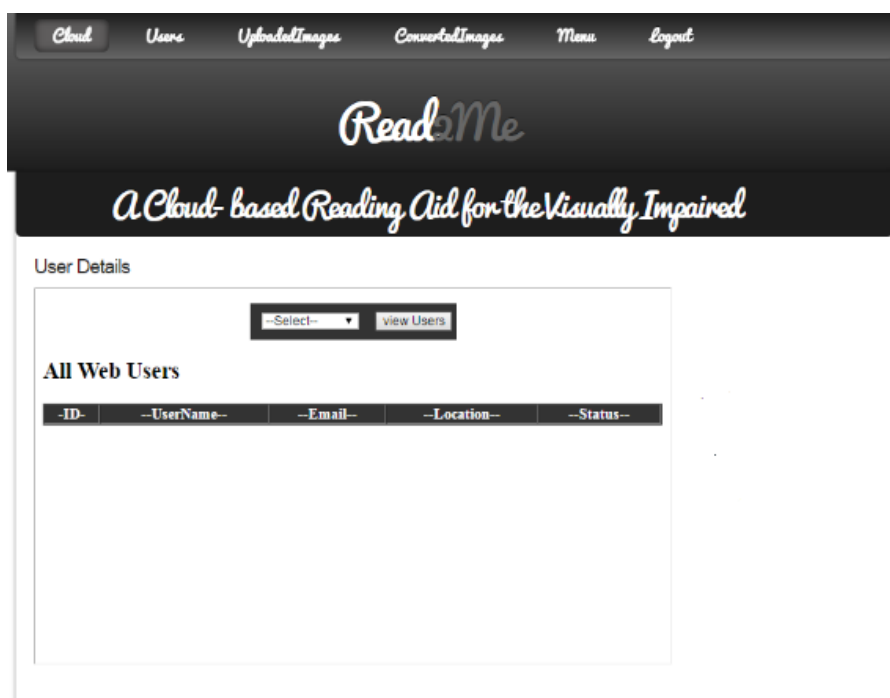 Cloud Users UploadedImages ConvertedImages Menu Logout
Read2Me
A Cloud- based Reading Aid for the Visually Impaired
User Details
--Select-- view Users
All Web Users
-ID- --UserName-- --Email-- --Location-- --Status--